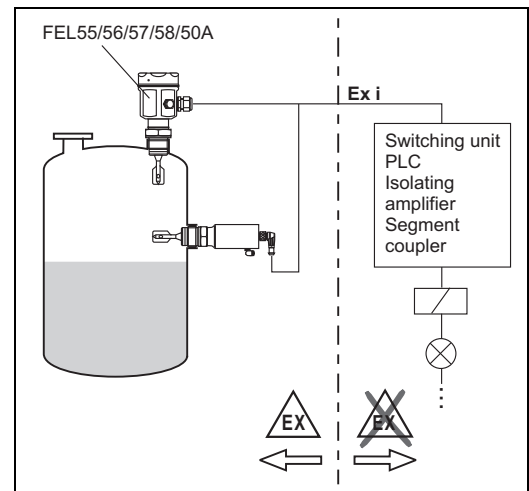 FEL55/56/57/58/50A
Ex i
Switching unit
PLC
Isolating
amplifier
Segment
coupler
EX
EX